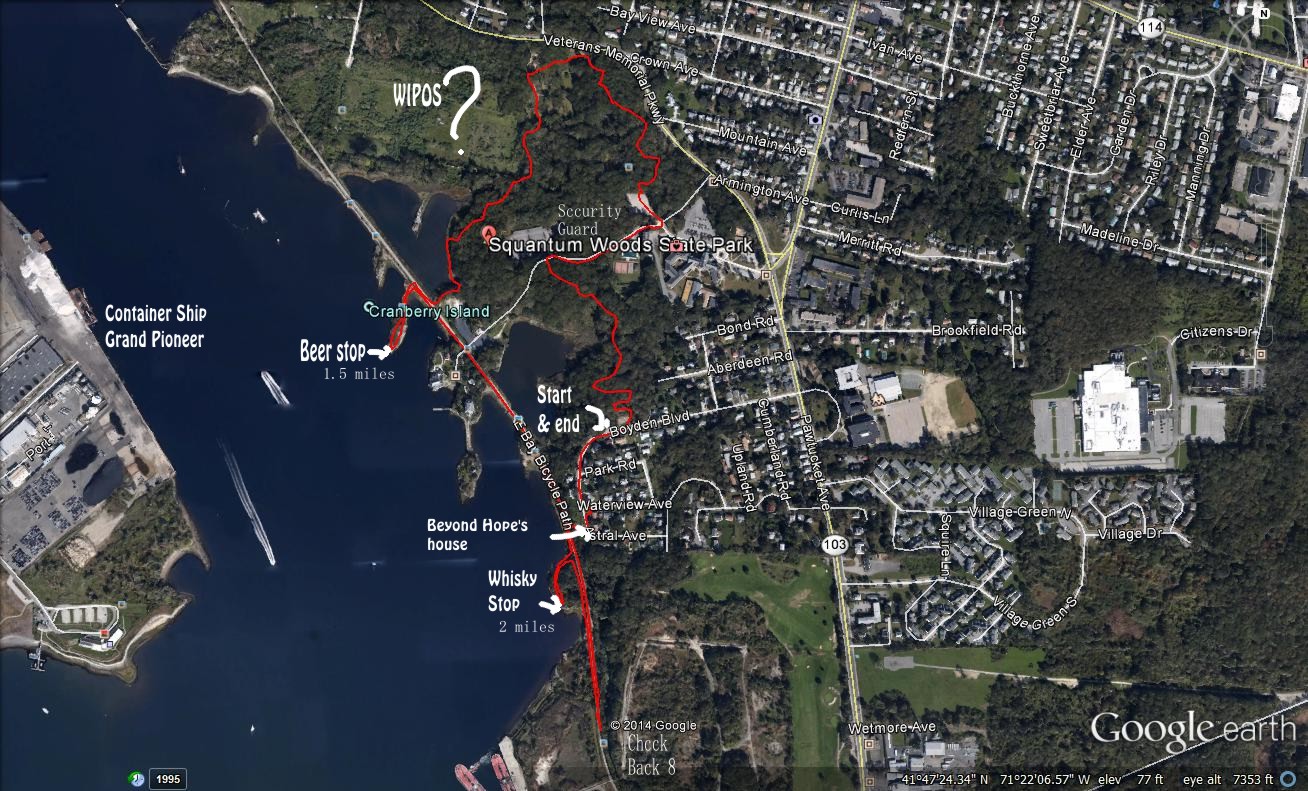 Bay View Ave
N
114
Veterans Memorial Pkwy
Crown Ave
Ivan Ave
Buckthorne Ave
Sweetbriar Ave
Elder Ave
Garden Dr
Riley Dr
Manning Dr
WIPOS ?
Redfern St
Mountain Ave
Armington Ave
Curtis Ln
Merritt Rd
Madeline Dr
Security
Guard
A
Squantum Woods State Park
Container Ship
Grand Pioneer
Cranberry Island
Bond Rd
Brookfield Rd
Citizens Dr
Beer stop
1.5 miles
Aberdeen Rd
Start
& end
Boyden Blvd
Port
E Bay Bicycle Path
Park Rd
Upland Rd
Cumberland Rd
Pawtucket Ave
Waterview Ave
Village Green N
Squire Ln
Village Dr
Beyond Hope's
house
Astral Ave
103
Whisky
Stop
2 miles
Village Green S
© 2014 Google
Check
Back 8
Wetmore Ave
Google earth
1995
41°47'24.34" N 71°22'06.57" W elev 77 ft eye alt 7353 ft